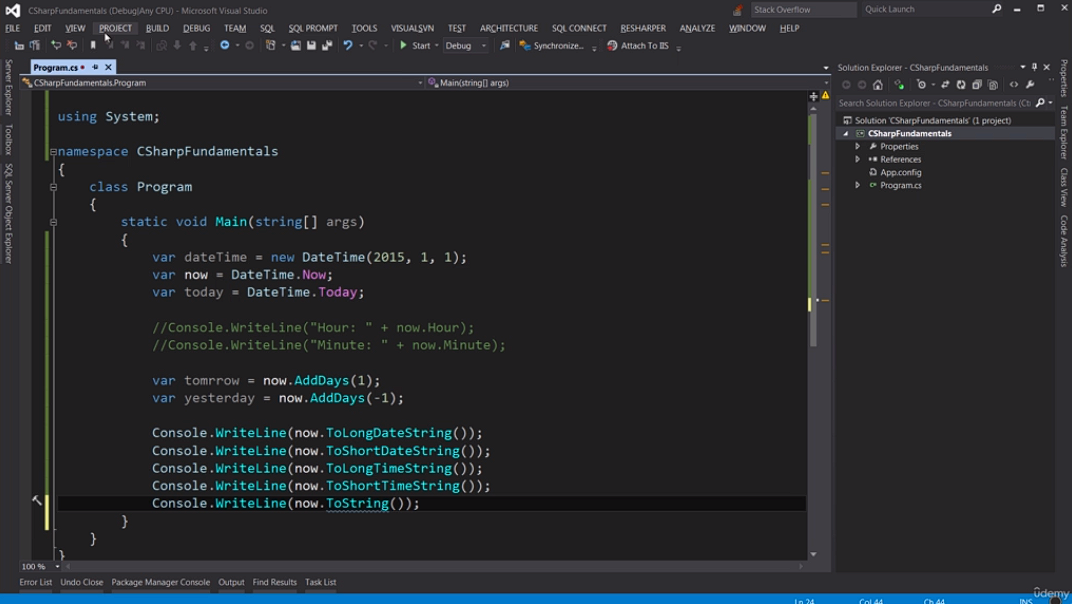 CSharpFundamentals (Debug|Any CPU) - Microsoft Visual Studio
Stack Overflow
Quick Launch
FILE EDIT VIEW PROJECT BUILD DEBUG TEAM SQL SQL PROMPT TOOLS VISUALSVN TEST ARCHITECTURE SQL CONNECT RESHARPER ANALYZE WINDOW HELP
Start Debug Synchronize... Attach To IIS
Server Explorer
Toolbox
SQL Server Object Explorer
Program.cs
CSharpFundamentals.Program
Main(string[] args)
using System;
namespace CSharpFundamentals
{
class Program
{
static void Main(string[] args)
{
var dateTime = new DateTime(2015, 1, 1);
var now = DateTime.Now;
var today = DateTime.Today;
//Console.WriteLine("Hour: " + now.Hour);
//Console.WriteLine("Minute: " + now.Minute);
var tomrrow = now.AddDays(1);
var yesterday = now.AddDays(-1);
Console.WriteLine(now.ToLongDateString());
Console.WriteLine(now.ToShortDateString());
Console.WriteLine(now.ToLongTimeString());
Console.WriteLine(now.ToShortTimeString());
Console.WriteLine(now.ToString());
}
}
}
100 %
Solution Explorer - CSharpFundamentals
Search Solution Explorer - CSharpFundamentals (Ctrl
Solution 'CSharpFundamentals' (1 project)
CSharpFundamentals
Properties
References
App.config
Program.cs
Properties
Team Explorer
Class View
Code Analysis
Error List Undo Close Package Manager Console Output Find Results Task List
Ln 24 Col 44 Ch 44 INS
udemy